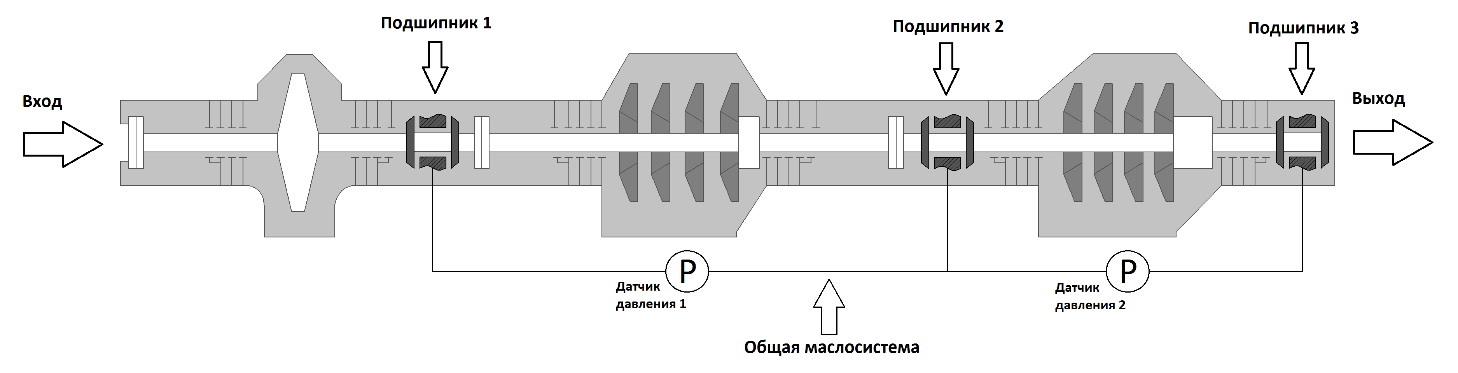 Подшипник 1
Подшипник 2
Подшипник 3
Вход
Выход
P
P
Датчик
давления 1
Датчик
давления 2
Общая маслосистема